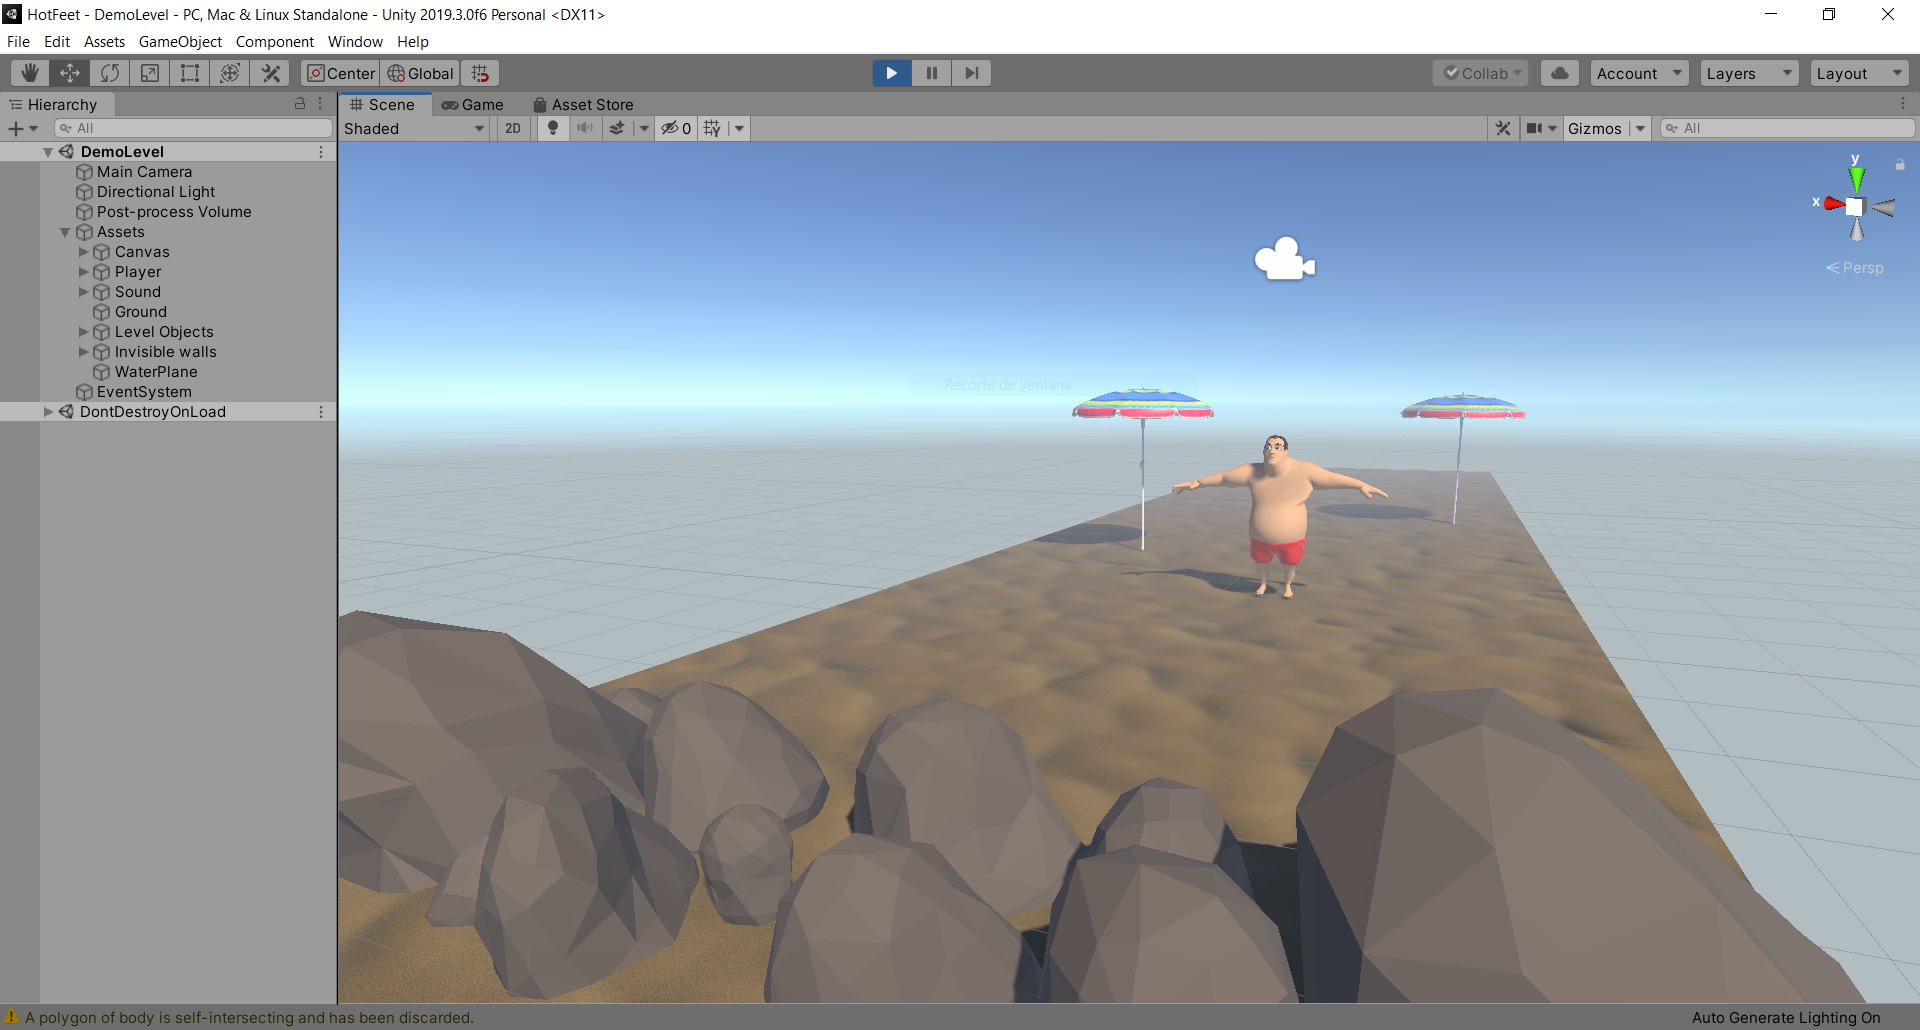 HotFeet - DemoLevel - PC, Mac & Linux Standalone - Unity 2019.3.0f6 Personal <DX11>
File Edit Assets GameObject Component Window Help
Center Global Collab Account Layers Layout
Hierarchy
All
DemoLevel
Main Camera
Directional Light
Post-process Volume
Assets
Canvas
Player
Sound
Ground
Level Objects
Invisible walls
WaterPlane
EventSystem
DontDestroyOnLoad
Scene Game Asset Store
Shaded 2D 0 Gizmos All
y
x
Persp
Recorte de ventana
A polygon of body is self-intersecting and has been discarded.
Auto Generate Lighting On